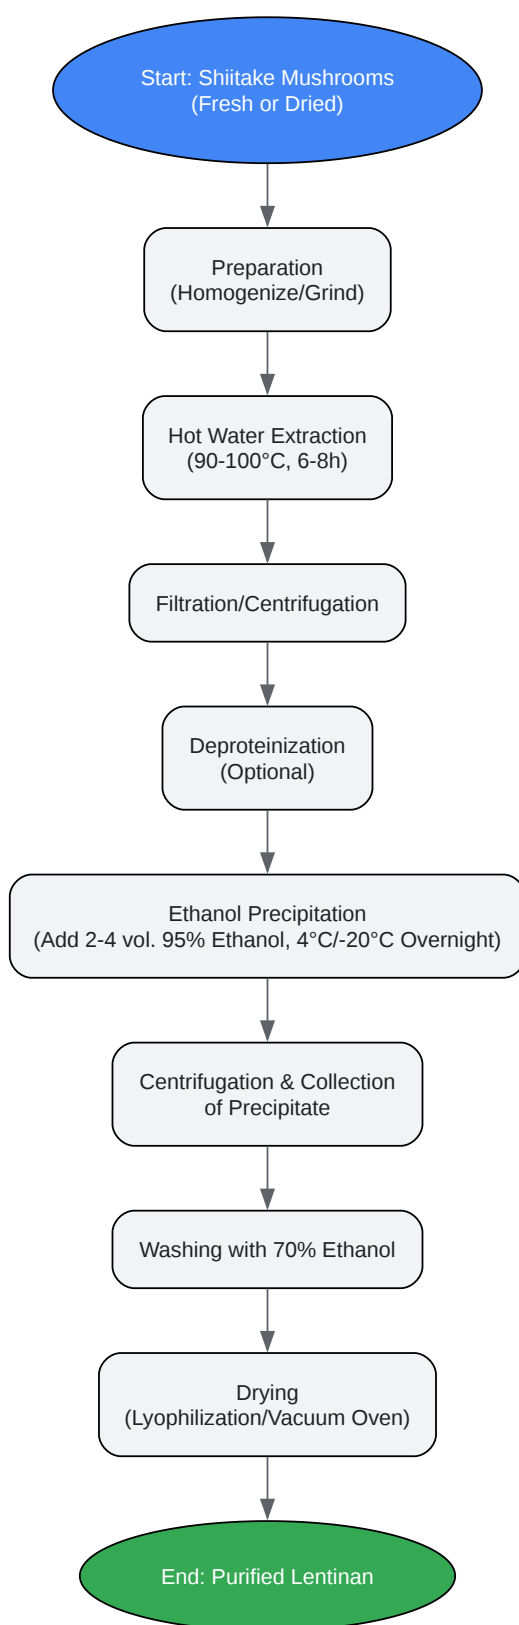 Start: Shiitake Mushrooms
(Fresh or Dried)
Preparation
(Homogenize/Grind)
Hot Water Extraction
(90-100°C, 6-8h)
Filtration/Centrifugation
Deproteinization
(Optional)
Ethanol Precipitation
(Add 2-4 vol. 95% Ethanol, 4°C/-20°C Overnight)
Centrifugation & Collection
of Precipitate
Washing with 70% Ethanol
Drying
(Lyophilization/Vacuum Oven)
End: Purified Lentinan